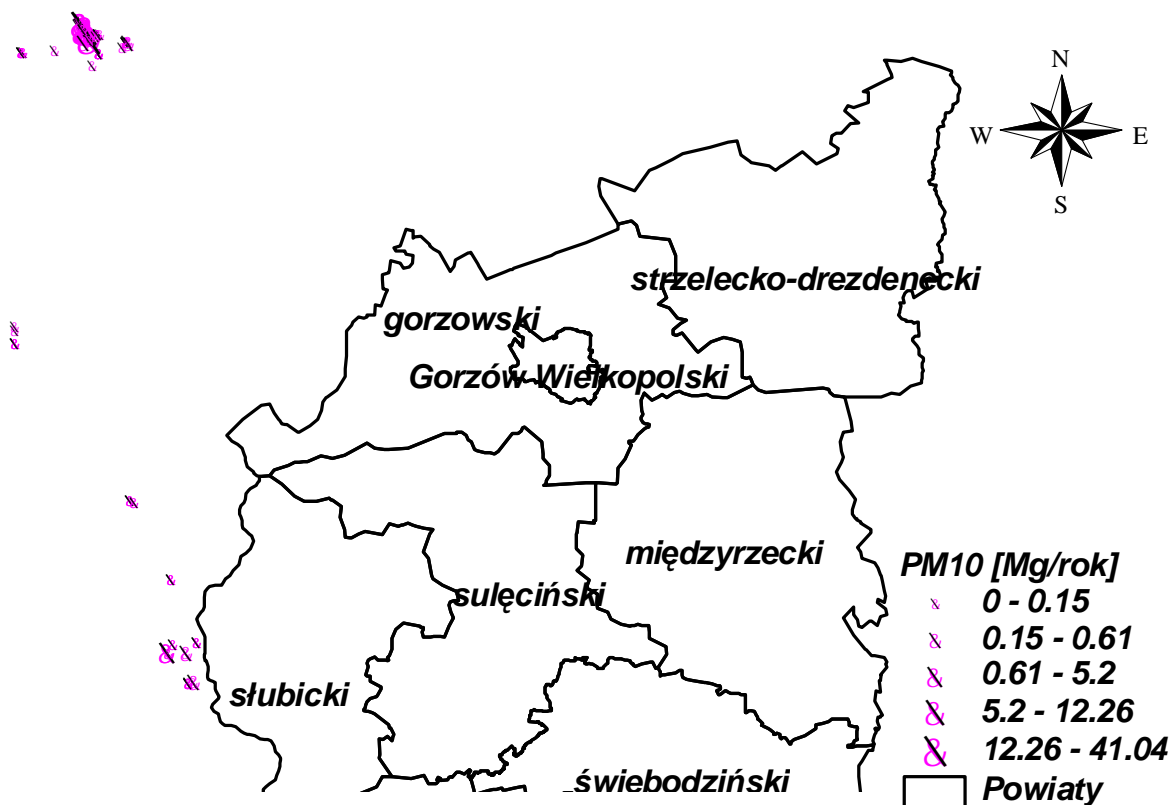 N
W E
S
strzelecko-drezdenecki
gorzowski
Gorzów Wielkopolski
międzyrzecki
sulęciński
słubicki
świebodziński
PM10 [Mg/rok]
0 - 0.15
0.15 - 0.61
0.61 - 5.2
5.2 - 12.26
12.26 - 41.04
Powiaty